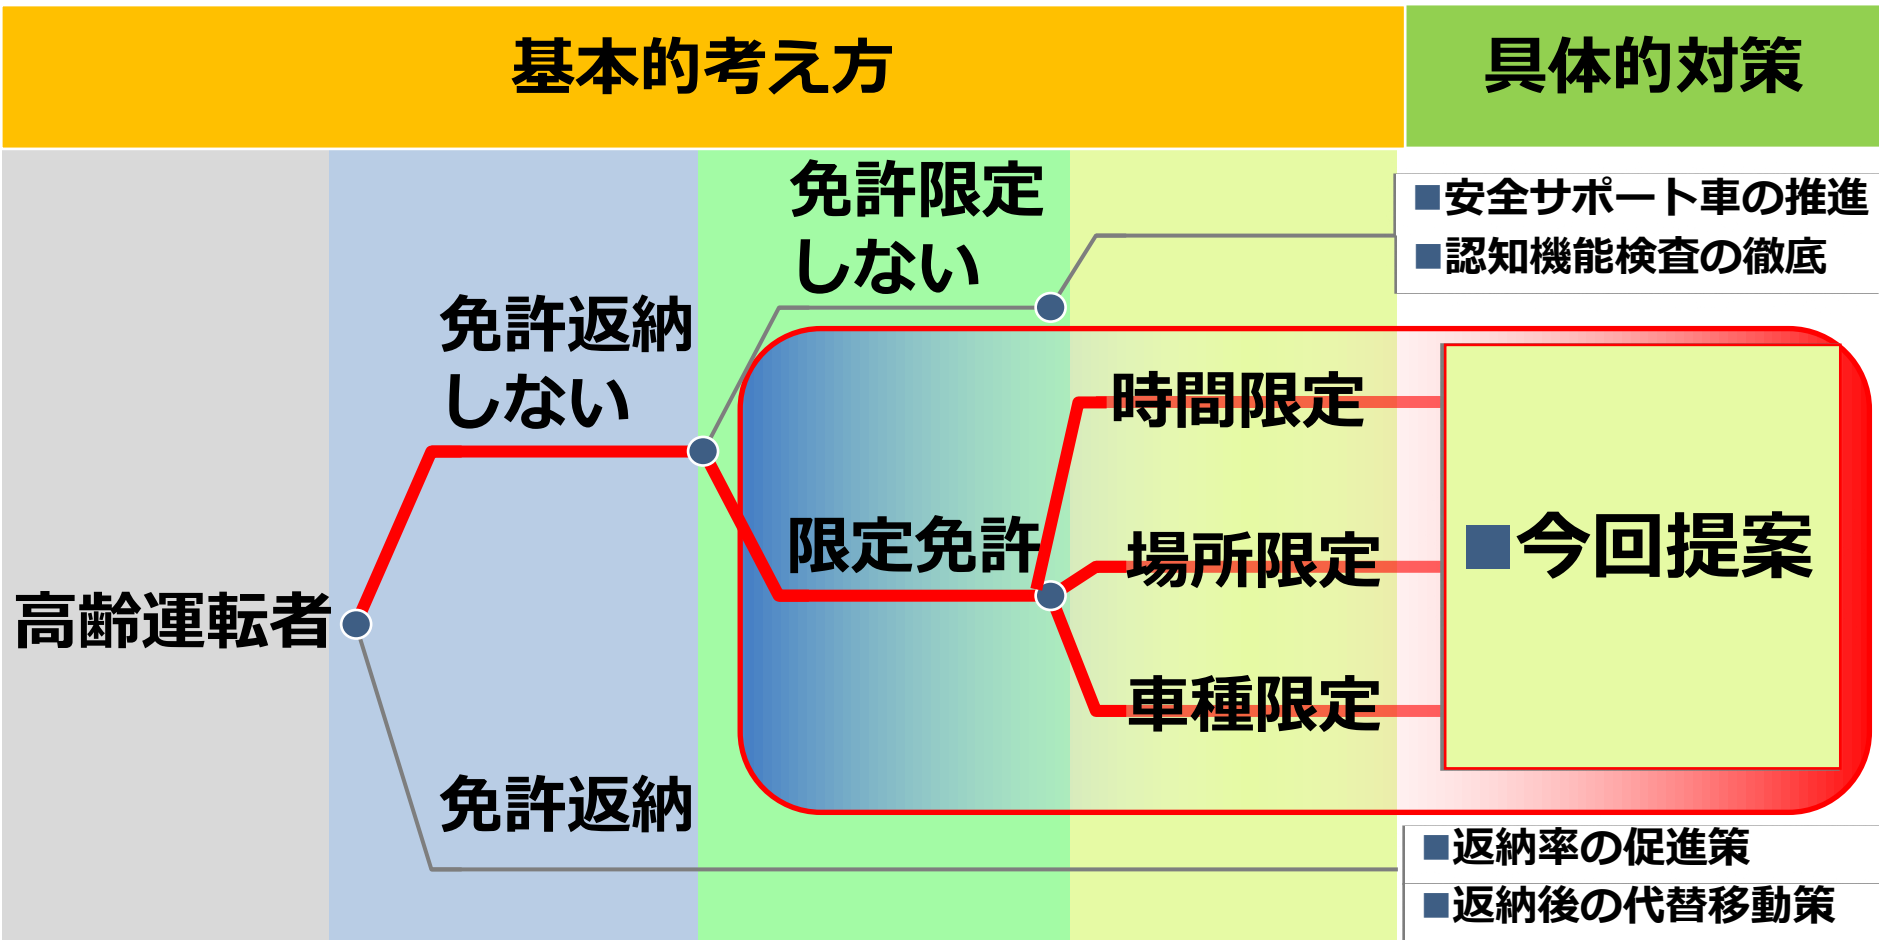 基本的考え方
具体的対策
高齢運転者
免許返納
しない
免許返納
免許限定
しない
限定免許
時間限定
場所限定
車種限定
■安全サポート車の推進
■認知機能検査の徹底
■今回提案
■返納率の促進策
■返納後の代替移動策